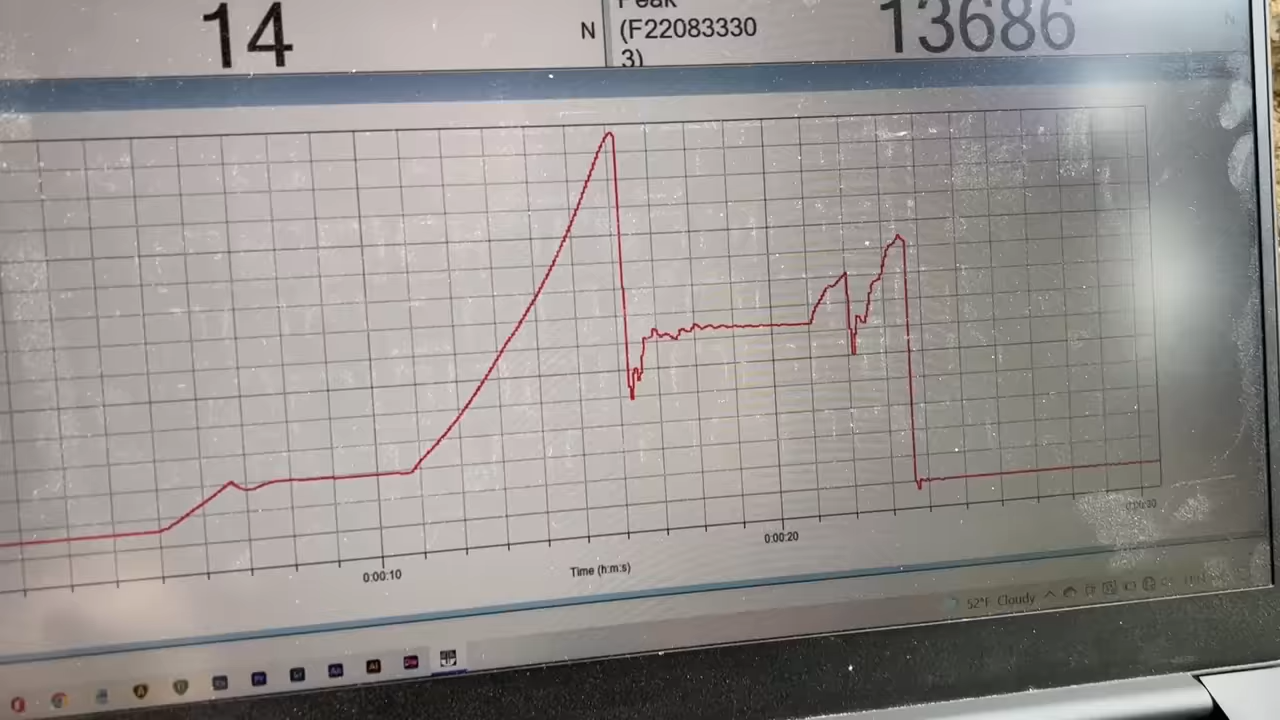 14
N
Peak
(F22083330
3)
13686
N
0:00:10
Time (h:m:s)
0:00:20
52°F Cloudy